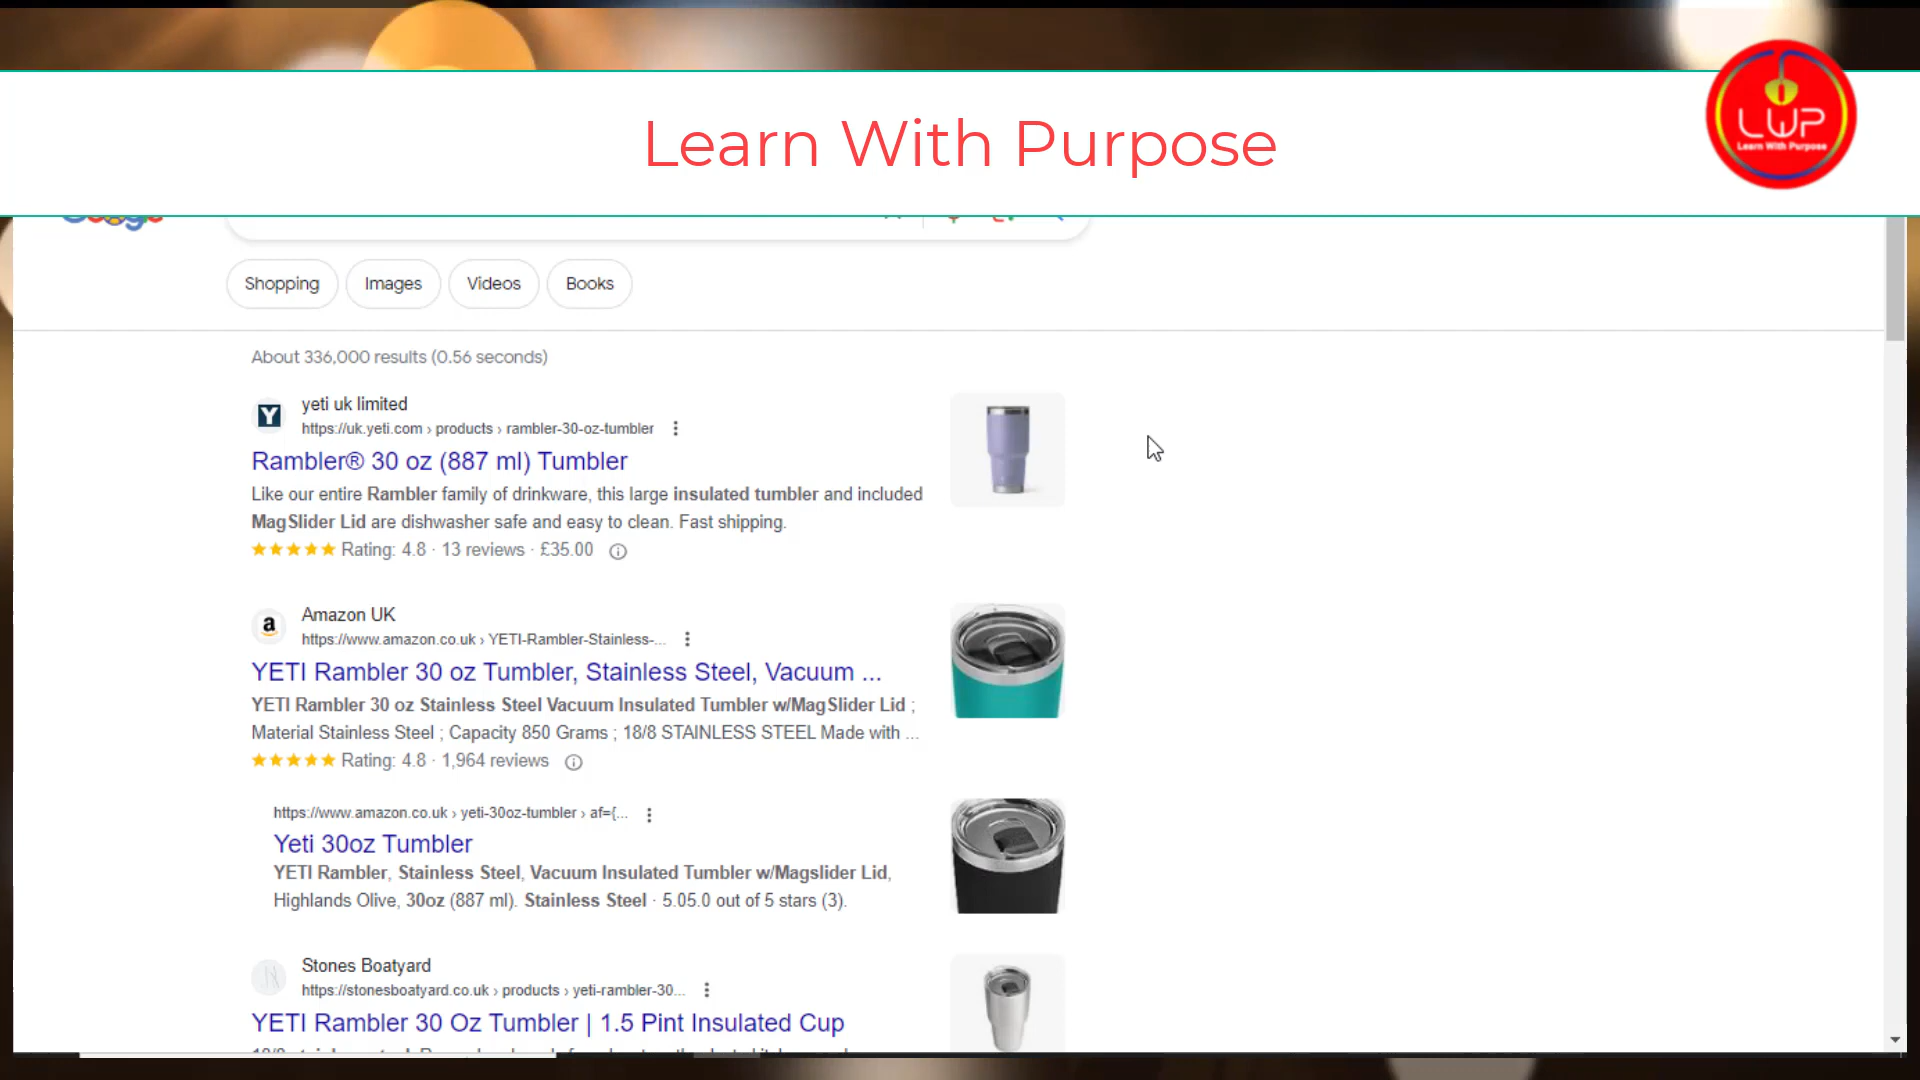 Learn With Purpose
LWP
Learn With Purpose
Shopping
Images
Videos
Books
About 336,000 results (0.56 seconds)
Y
yeti uk limited
https://uk.yeti.com › products › rambler-30-oz-tumbler
Rambler® 30 oz (887 ml) Tumbler
Like our entire Rambler family of drinkware, this large insulated tumbler and included
MagSlider Lid are dishwasher safe and easy to clean. Fast shipping.
Rating: 4.8 · 13 reviews · £35.00
a
Amazon UK
https://www.amazon.co.uk › YETI-Rambler-Stainless-...
YETI Rambler 30 oz Tumbler, Stainless Steel, Vacuum ...
YETI Rambler 30 oz Stainless Steel Vacuum Insulated Tumbler w/MagSlider Lid ;
Material Stainless Steel ; Capacity 850 Grams ; 18/8 STAINLESS STEEL Made with ...
Rating: 4.8 · 1,964 reviews
https://www.amazon.co.uk › yeti-30oz-tumbler › af={...
Yeti 30oz Tumbler
YETI Rambler, Stainless Steel, Vacuum Insulated Tumbler w/Magslider Lid,
Highlands Olive, 30oz (887 ml). Stainless Steel · 5.05.0 out of 5 stars (3).
Stones Boatyard
https://stonesboatyard.co.uk › products › yeti-rambler-30...
YETI Rambler 30 Oz Tumbler | 1.5 Pint Insulated Cup